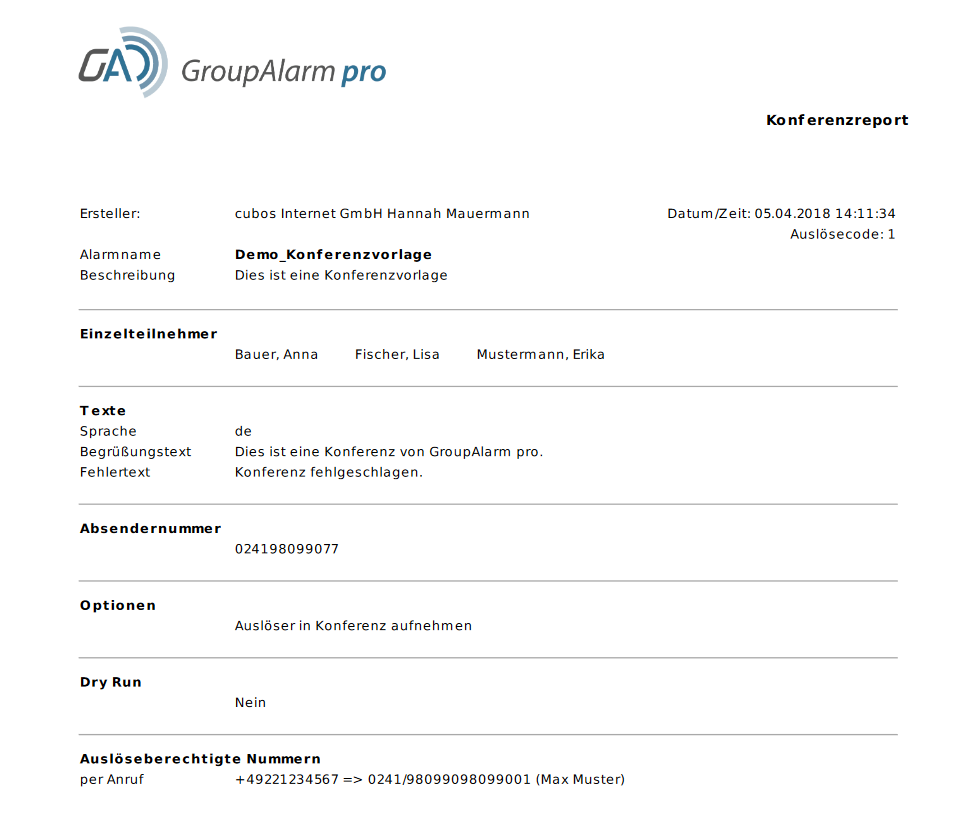 GA GroupAlarm pro
Konferenzreport
Ersteller: cubos Internet GmbH Hannah Mauermann Datum/Zeit: 05.04.2018 14:11:34
Auslösecode: 1
Alarmname Demo_Konferenzvorlage
Beschreibung Dies ist eine Konferenzvorlage
Einzelteilnehmer
Bauer, Anna Fischer, Lisa Mustermann, Erika
Texte
Sprache de
Begrüßungstext Dies ist eine Konferenz von GroupAlarm pro.
Fehlertext Konferenz fehlgeschlagen.
Absendernummer
024198099077
Optionen
Auslöser in Konferenz aufnehmen
Dry Run
Nein
Auslöseberechtigte Nummern
per Anruf +49221234567 => 0241/98099098099001 (Max Muster)